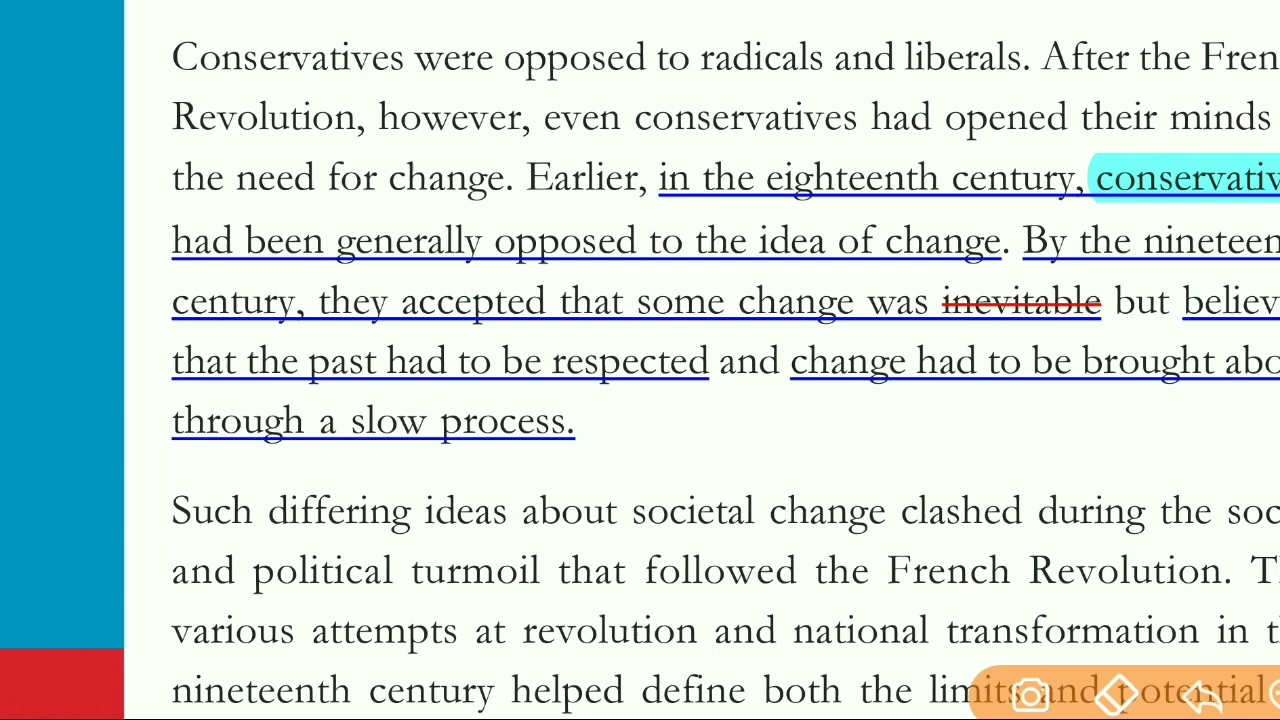 Conservatives were opposed to radicals and liberals. After the Fren
Revolution, however, even conservatives had opened their minds
the need for change. Earlier, in the eighteenth century, conservativ
had been generally opposed to the idea of change. By the nineteen
century, they accepted that some change was inevitable but believ
that the past had to be respected and change had to be brought abo
through a slow process.
Such differing ideas about societal change clashed during the soc
and political turmoil that followed the French Revolution. T
various attempts at revolution and national transformation in t
nineteenth century helped define both the limits and potential